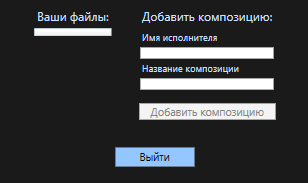 Ваши файлы:
Добавить композицию:
Имя исполнителя
Название композиции
Добавить композицию
Выйти